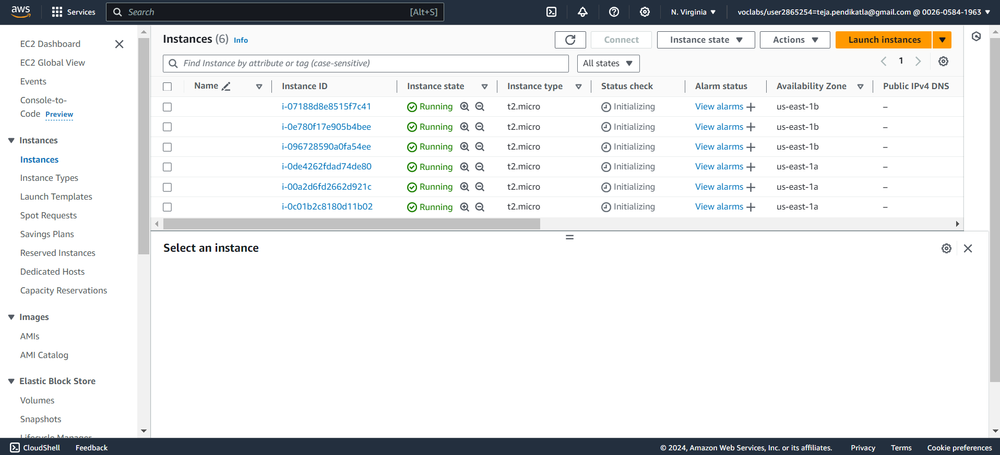 aws Services Search [Alt+S] N. Virginia voclabs/user2865254=teja.pendikatla@gmail.com @ 0026-0584-1963
EC2 Dashboard
EC2 Global View
Events
Console-to-
Code Preview
Instances
Instances
Instance Types
Launch Templates
Spot Requests
Savings Plans
Reserved Instances
Dedicated Hosts
Capacity Reservations
Images
AMIs
AMI Catalog
Elastic Block Store
Volumes
Snapshots
Lifecycle Manager
Instances (6) Info Connect Instance state Actions Launch instances
Find Instance by attribute or tag (case-sensitive) All states 1
Name Instance ID Instance state Instance type Status check Alarm status Availability Zone Public IPv4 DNS
i-07188d8e8515f7c41 Running t2.micro Initializing View alarms + us-east-1b –
i-0e780f17e905b4bee Running t2.micro Initializing View alarms + us-east-1b –
i-096728590a0fa54ee Running t2.micro Initializing View alarms + us-east-1b –
i-0de4262fdad74de80 Running t2.micro Initializing View alarms + us-east-1a –
i-00a2d6fd2662d921c Running t2.micro Initializing View alarms + us-east-1a –
i-0c01b2c8180d11b02 Running t2.micro Initializing View alarms + us-east-1a –
Select an instance
CloudShell Feedback © 2024, Amazon Web Services, Inc. or its affiliates. Privacy Terms Cookie preferences